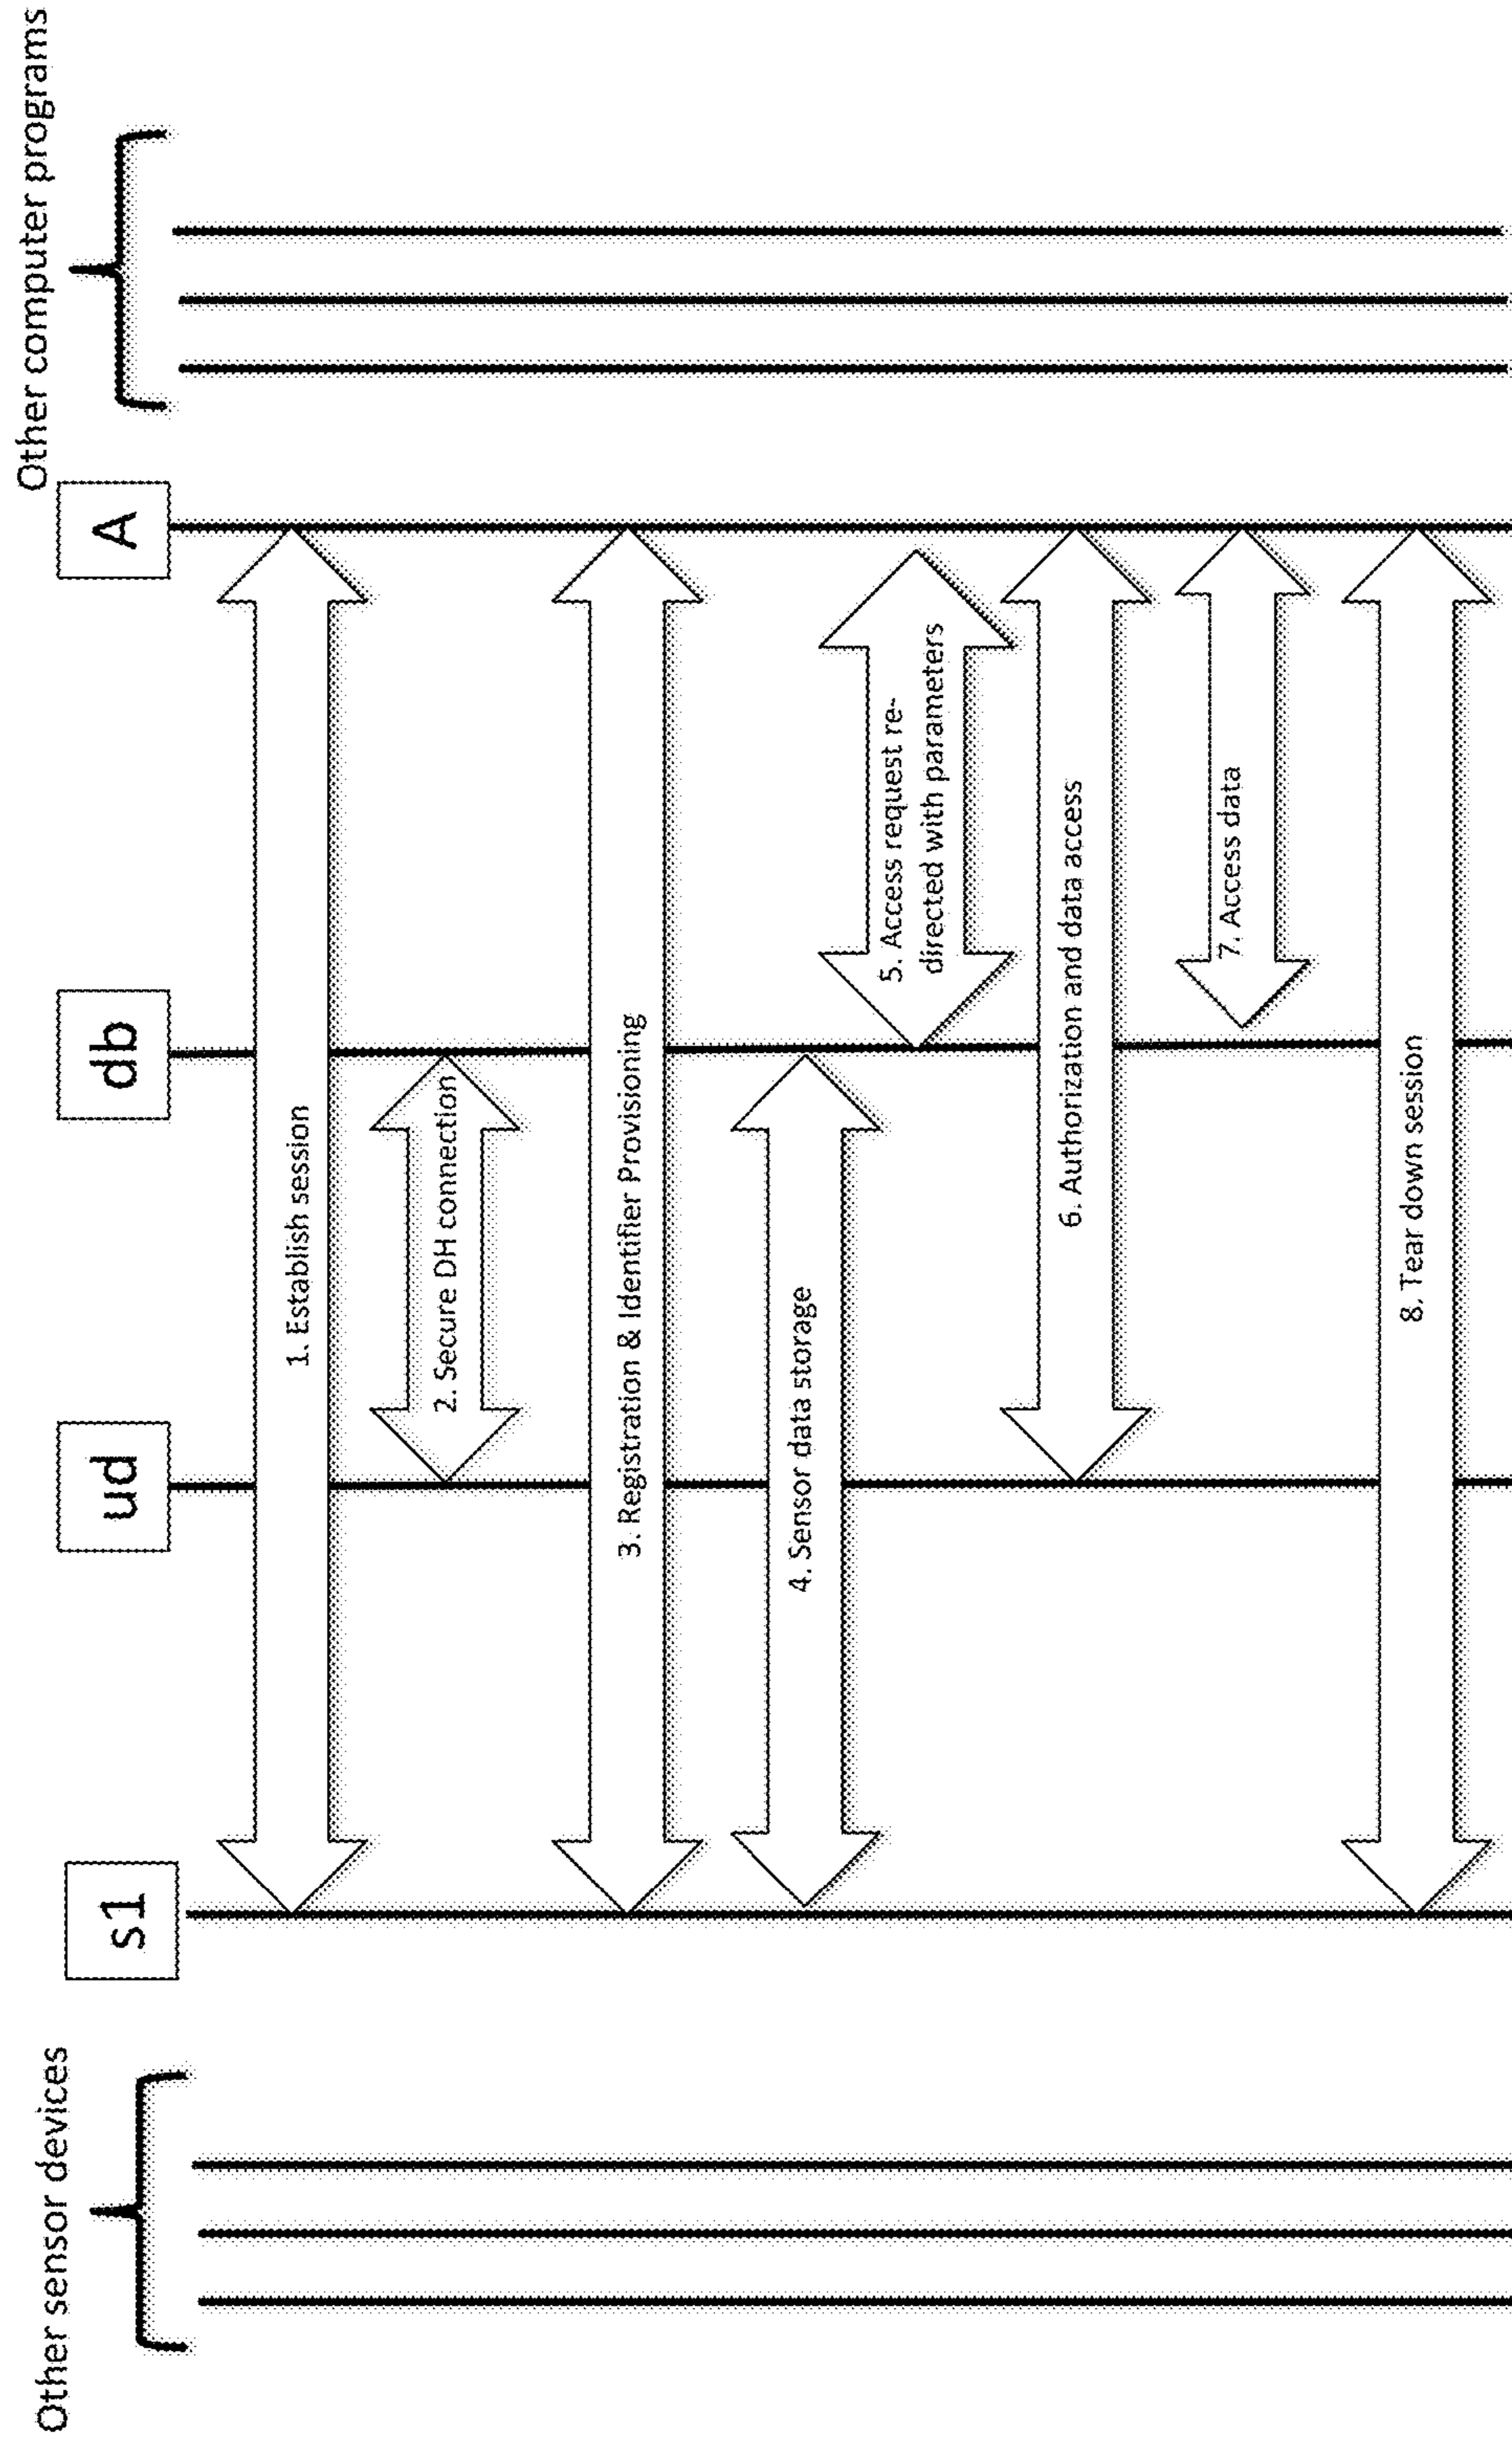 Other sensor devices
s1
ud
db
A
Other computer programs
1. Establish session
2. Secure DH connection
3. Registration & Identifier Provisioning
4. Sensor data storage
5. Access request re-
directed with parameters
6. Authorization and data access
7. Access data
8. Tear down session